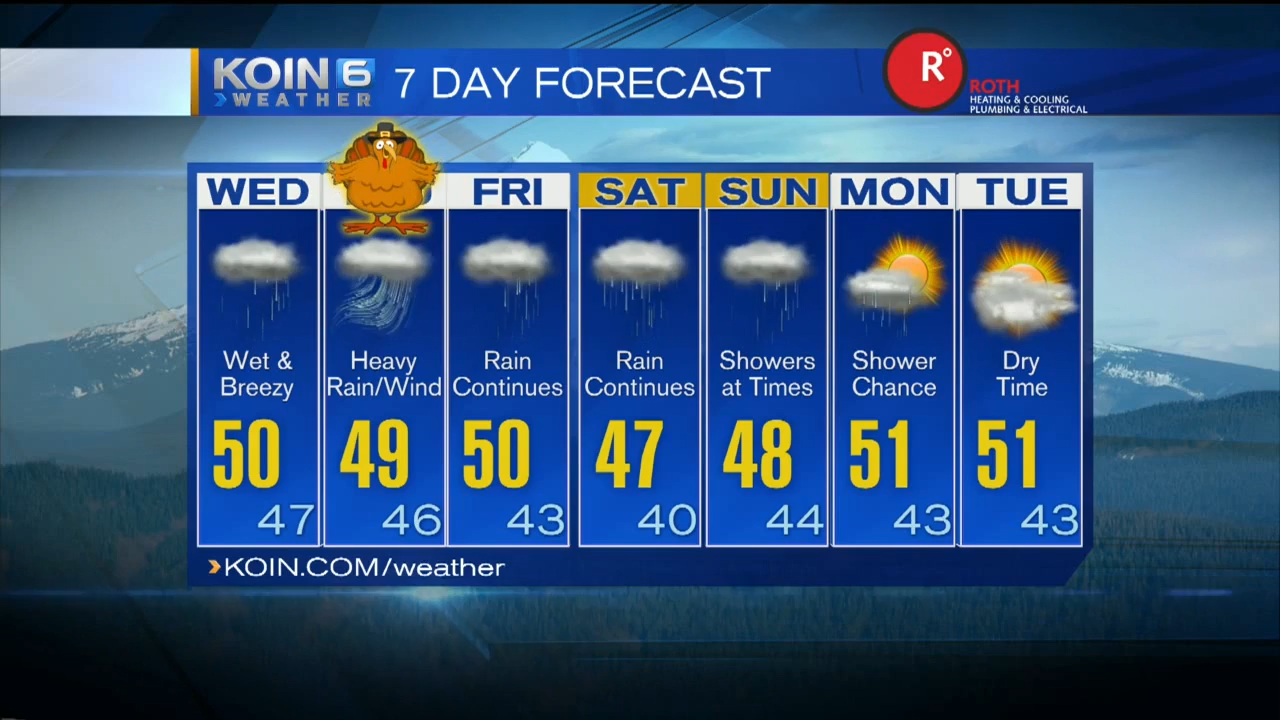 KOIN 6
WEATHER
7 DAY FORECAST
R°
ROTH
HEATING & COOLING
PLUMBING & ELECTRICAL
WED
FRI
SAT
SUN
MON
TUE
Wet &
Breezy
50
47
Heavy
Rain/Wind
49
46
Rain
Continues
50
43
Rain
Continues
47
40
Showers
at Times
48
44
Shower
Chance
51
43
Dry
Time
51
43
KOIN.COM/weather